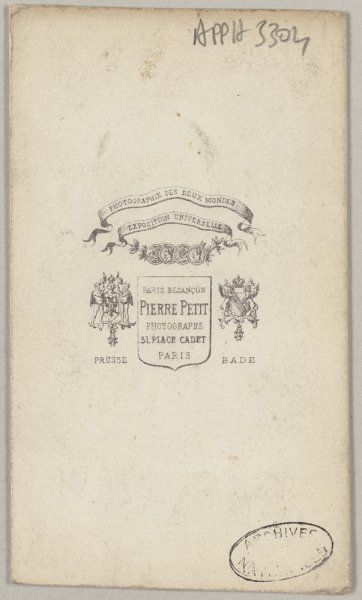 APPH 3304
PHOTOGRAPHIE DES DEUX MONDES
EXPOSITION UNIVERSELLE
PARIS BESANÇON
PIERRE PETIT
PHOTOGRAPHE
31, PLACE CADET
PARIS
PRUSSE
BADE
ARCHIVES